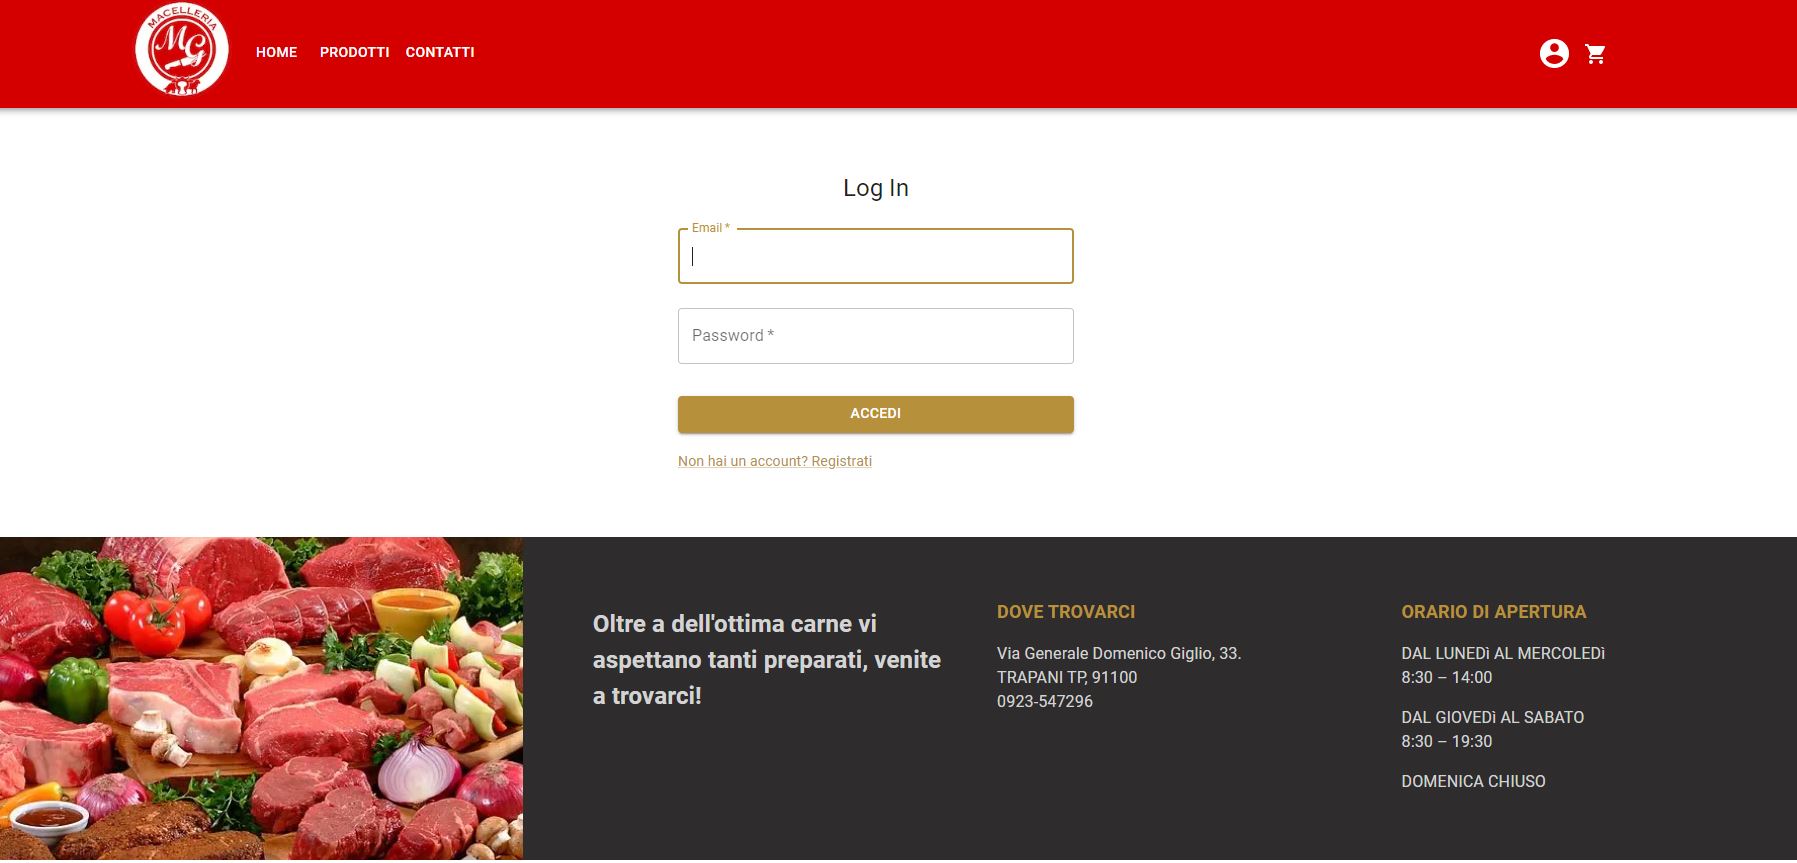 MACELLERIA
MG
HOME PRODOTTI CONTATTI
Log In
Email *
Password *
ACCEDI
Non hai un account? Registrati
Oltre a dell'ottima carne vi
aspettano tanti preparati, venite
a trovarci!
DOVE TROVARCI
Via Generale Domenico Giglio, 33.
TRAPANI TP, 91100
0923-547296
ORARIO DI APERTURA
DAL LUNEDì AL MERCOLEDì
8:30 – 14:00
DAL GIOVEDì AL SABATO
8:30 – 19:30
DOMENICA CHIUSO